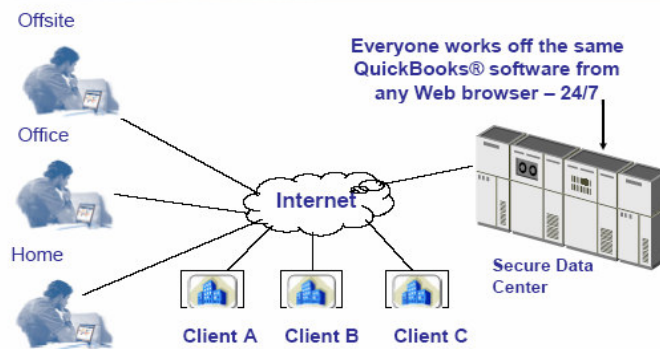 Offsite
Everyone works off the same
QuickBooks® software from
any Web browser – 24/7
Office
Internet
Home
Secure Data
Center
Client A
Client B
Client C